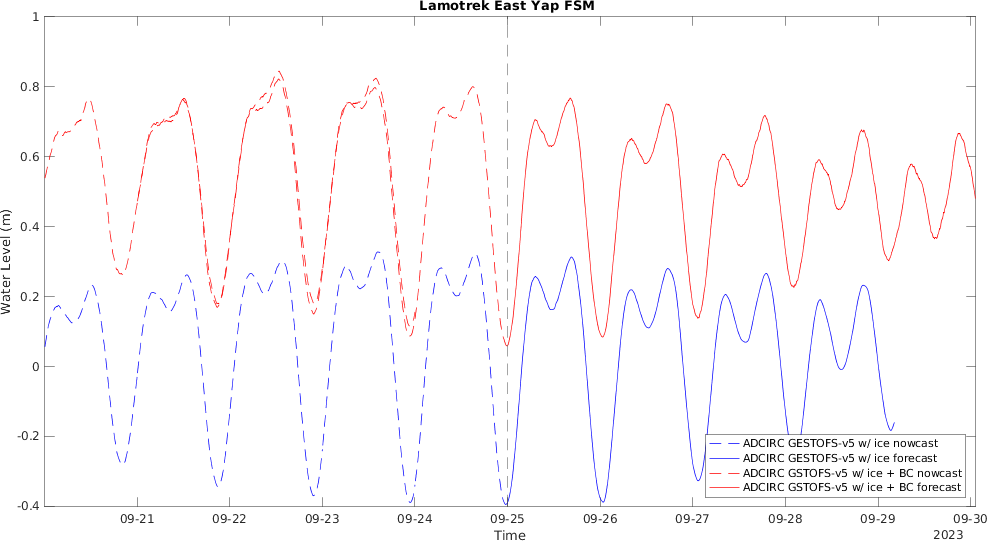 Lamotrek East Yap FSM
Water Level (m)
1
0.8
0.6
0.4
0.2
0
-0.2
-0.4
ADCIRC GESTOFS-v5 w/ ice nowcast
ADCIRC GESTOFS-v5 w/ ice forecast
ADCIRC GSTOFS-v5 w/ ice + BC nowcast
ADCIRC GSTOFS-v5 w/ ice + BC forecast
09-21 09-22 09-23 09-24 09-25 09-26 09-27 09-28 09-29 09-30
Time
2023